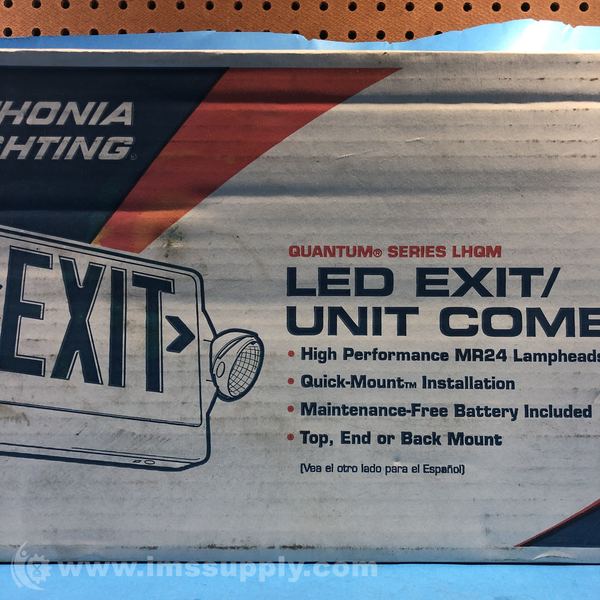 HONIA
HTING®
EXIT
QUANTUM® SERIES LHQM
LED EXIT/
UNIT COMB
• High Performance MR24 Lampheads
• Quick-Mount™ Installation
• Maintenance-Free Battery Included
• Top, End or Back Mount
(Vea el otro lado para el Español)
www.imssupply.com